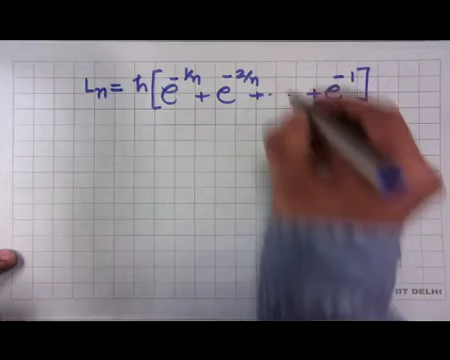 Ln = h [ e^{-1/n} + e^{-2/n} + · · · + e^{-1} ]
IIT DELHI